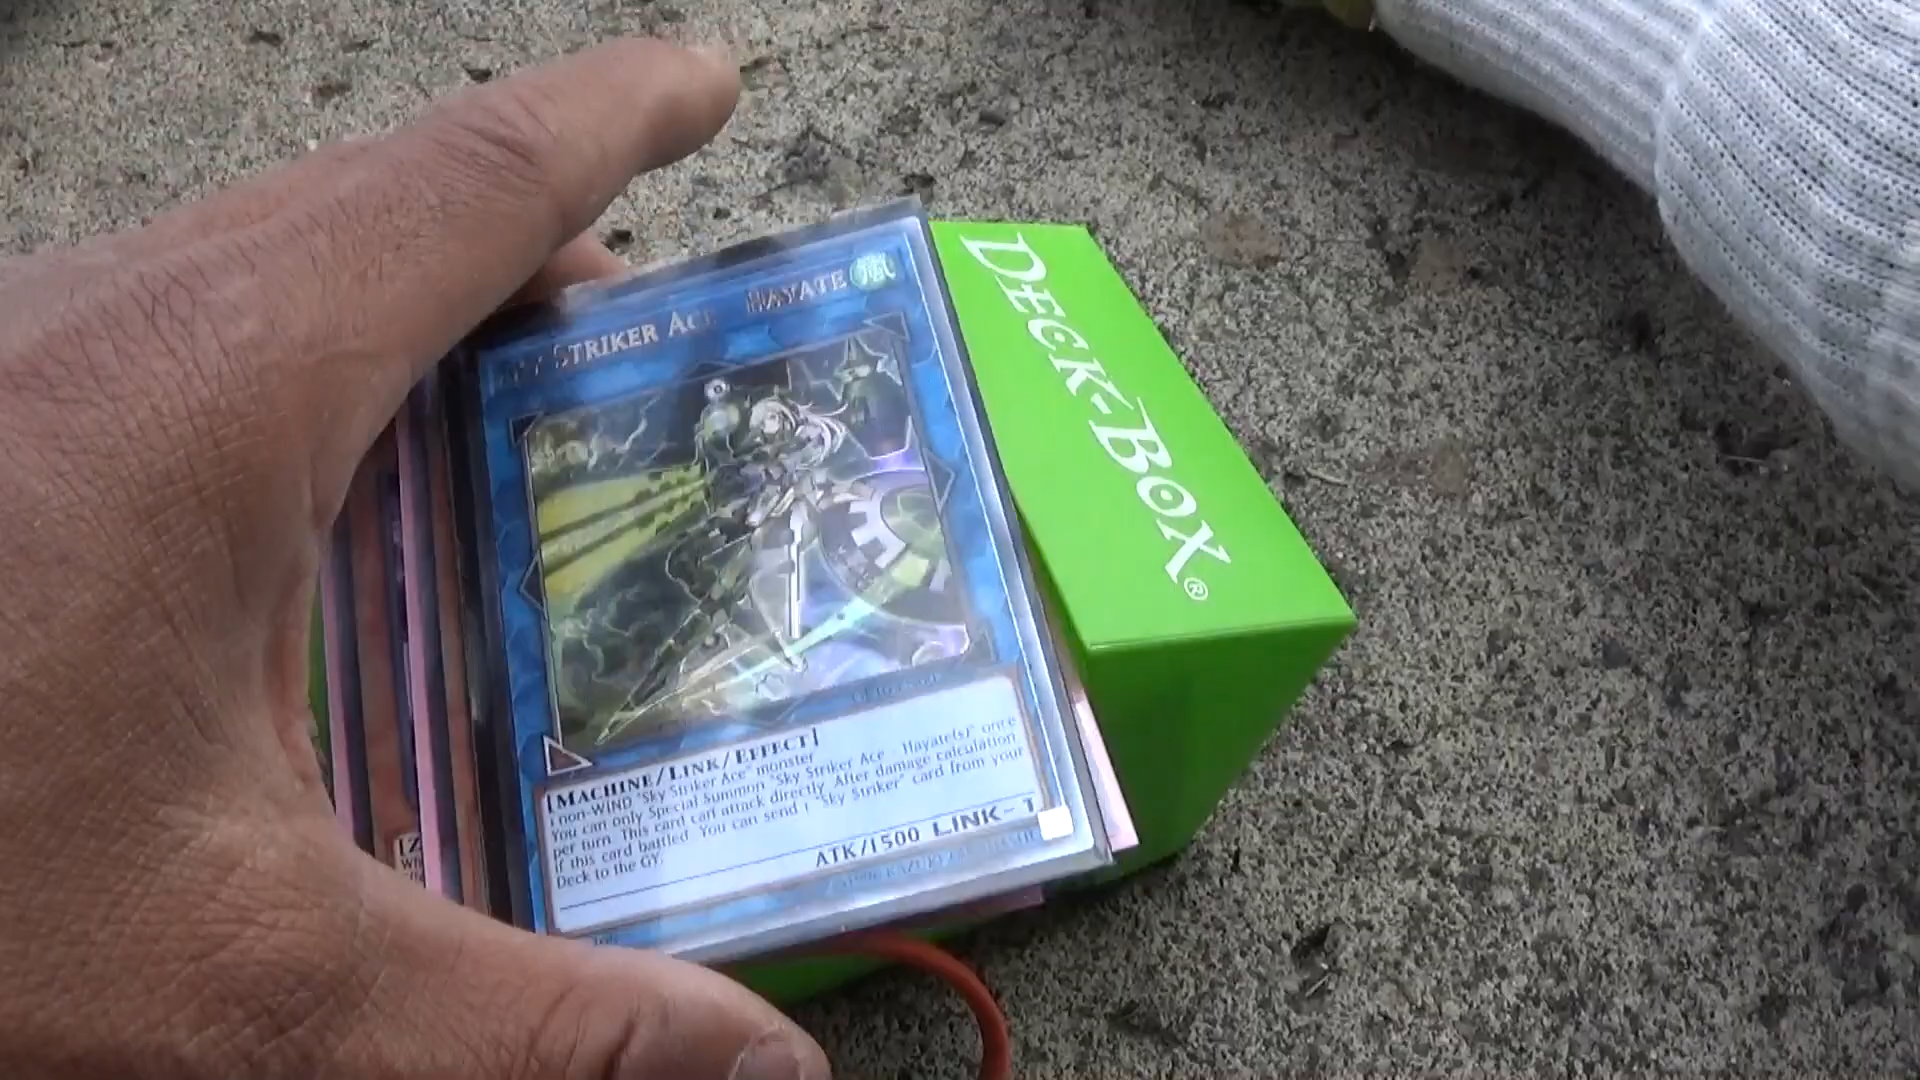 STRIKER ACE HAYATE
風
[MACHINE/LINK/EFFECT]
1 non-WIND "Sky Striker Ace" monster
You can only Special Summon "Sky Striker Ace - Hayate(s)" once
per turn. This card can attack directly. After damage calculation,
if this card battled: You can send 1 "Sky Striker" card from your
Deck to the GY.
ATK/1500 LINK-1
DECK-BOX®